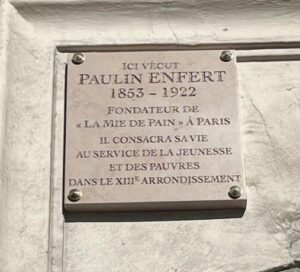 ICI VÉCUT
PAULIN ENFERT
1853 - 1922
FONDATEUR DE
« LA MIE DE PAIN » À PARIS
IL CONSACRA SA VIE
AU SERVICE DE LA JEUNESSE
ET DES PAUVRES
DANS LE XIIIE ARRONDISSEMENT